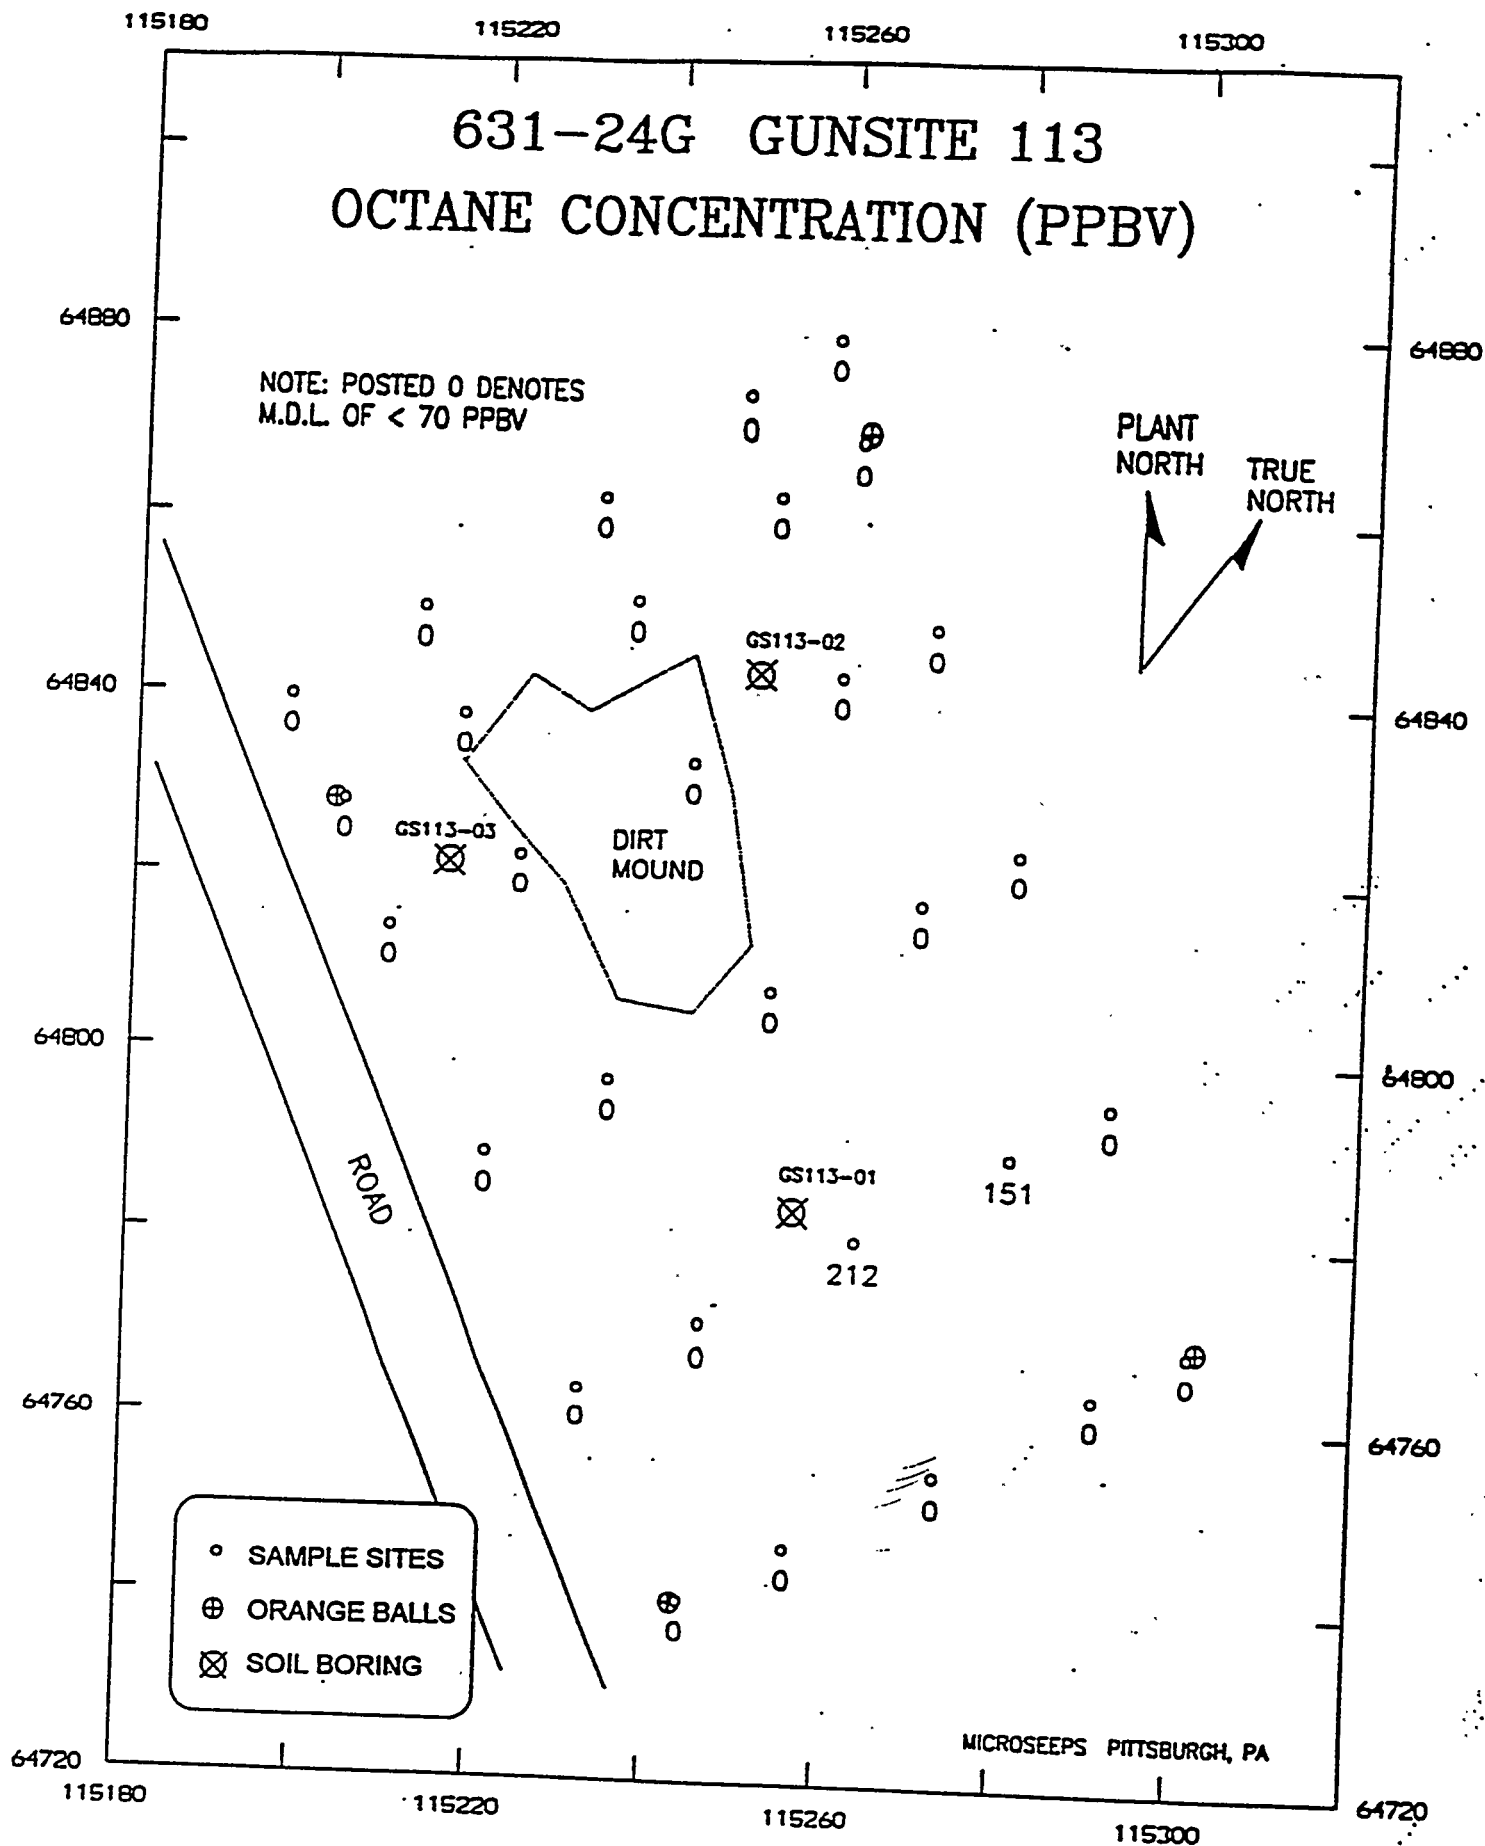 115180
115220
115260
115300
631-24G GUNSITE 113
OCTANE CONCENTRATION (PPBV)
64880
64880
NOTE: POSTED 0 DENOTES
M.D.L. OF < 70 PPBV
0
0
0
PLANT
NORTH
TRUE
NORTH
0
0
0
0
GS113-02
0
64840
64840
0
0
0
0
0
GS113-03
DIRT
MOUND
0
0
0
0
0
64800
64800
0
0
0
ROAD
GS113-01
151
212
0
0
64760
64760
0
0
0
0
0
SAMPLE SITES
ORANGE BALLS
SOIL BORING
MICROSEEPS PITTSBURGH, PA
64720
64720
115180
115220
115260
115300